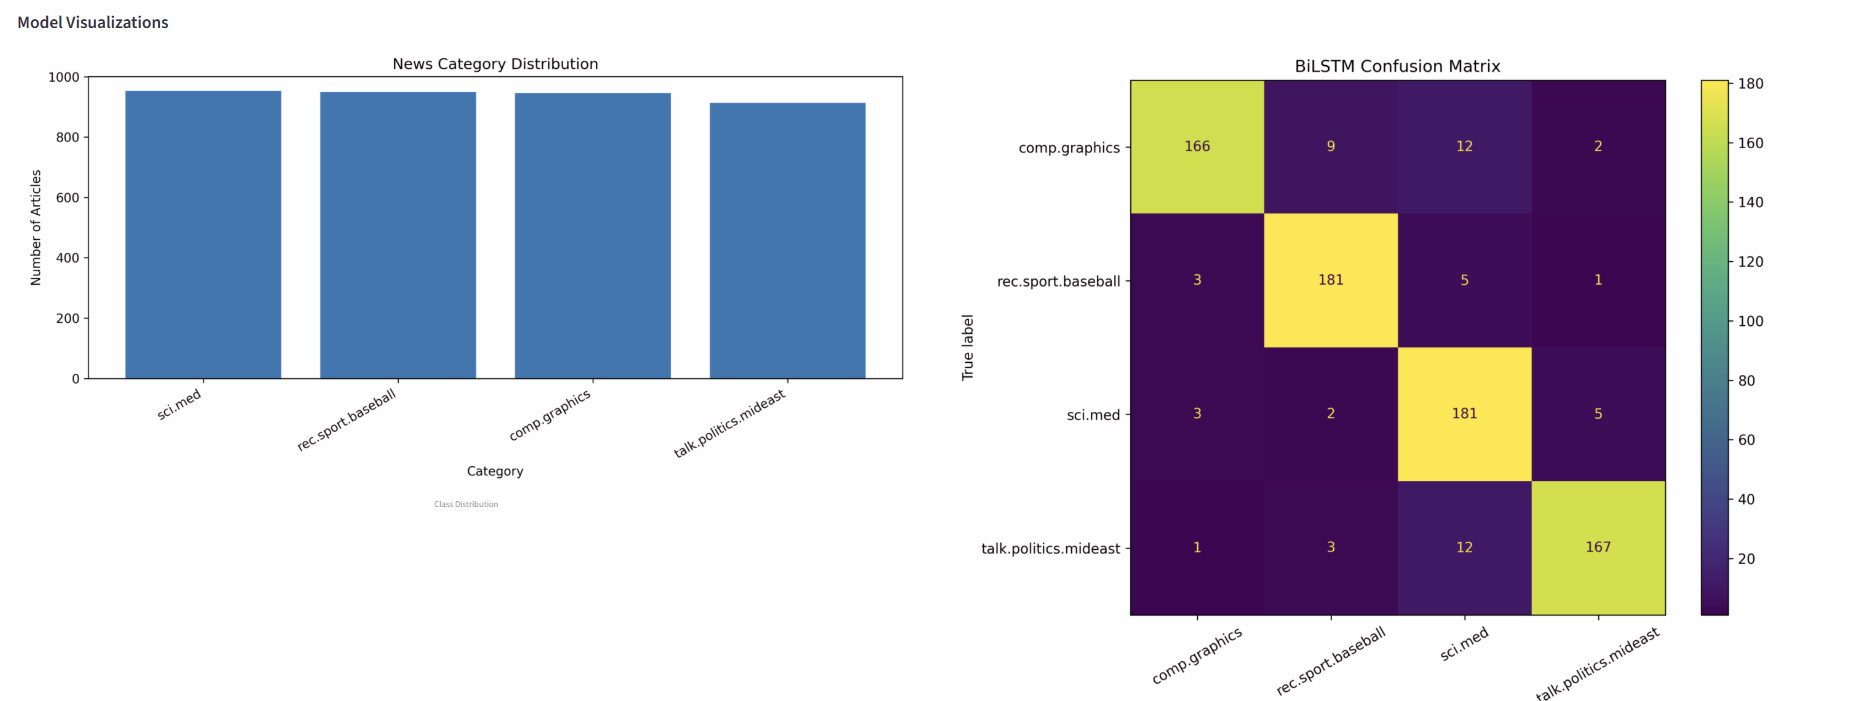 Model Visualizations
News Category Distribution
1000
800
600
400
200
0
Number of Articles
sci.med
rec.sport.baseball
comp.graphics
talk.politics.mideast
Category
Class Distribution
BiLSTM Confusion Matrix
True label
comp.graphics 166 9 12 2
rec.sport.baseball 3 181 5 1
sci.med 3 2 181 5
talk.politics.mideast 1 3 12 167
comp.graphics
rec.sport.baseball
sci.med
talk.politics.mideast
180
160
140
120
100
80
60
40
20